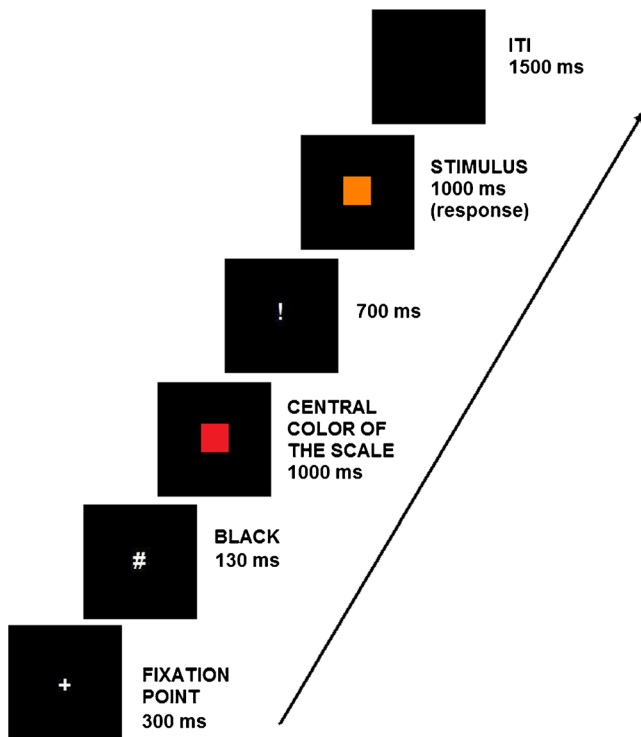 ITI
1500 ms
STIMULUS
1000 ms
(response)
!
700 ms
CENTRAL
COLOR OF
THE SCALE
1000 ms
#
BLACK
130 ms
+
FIXATION
POINT
300 ms